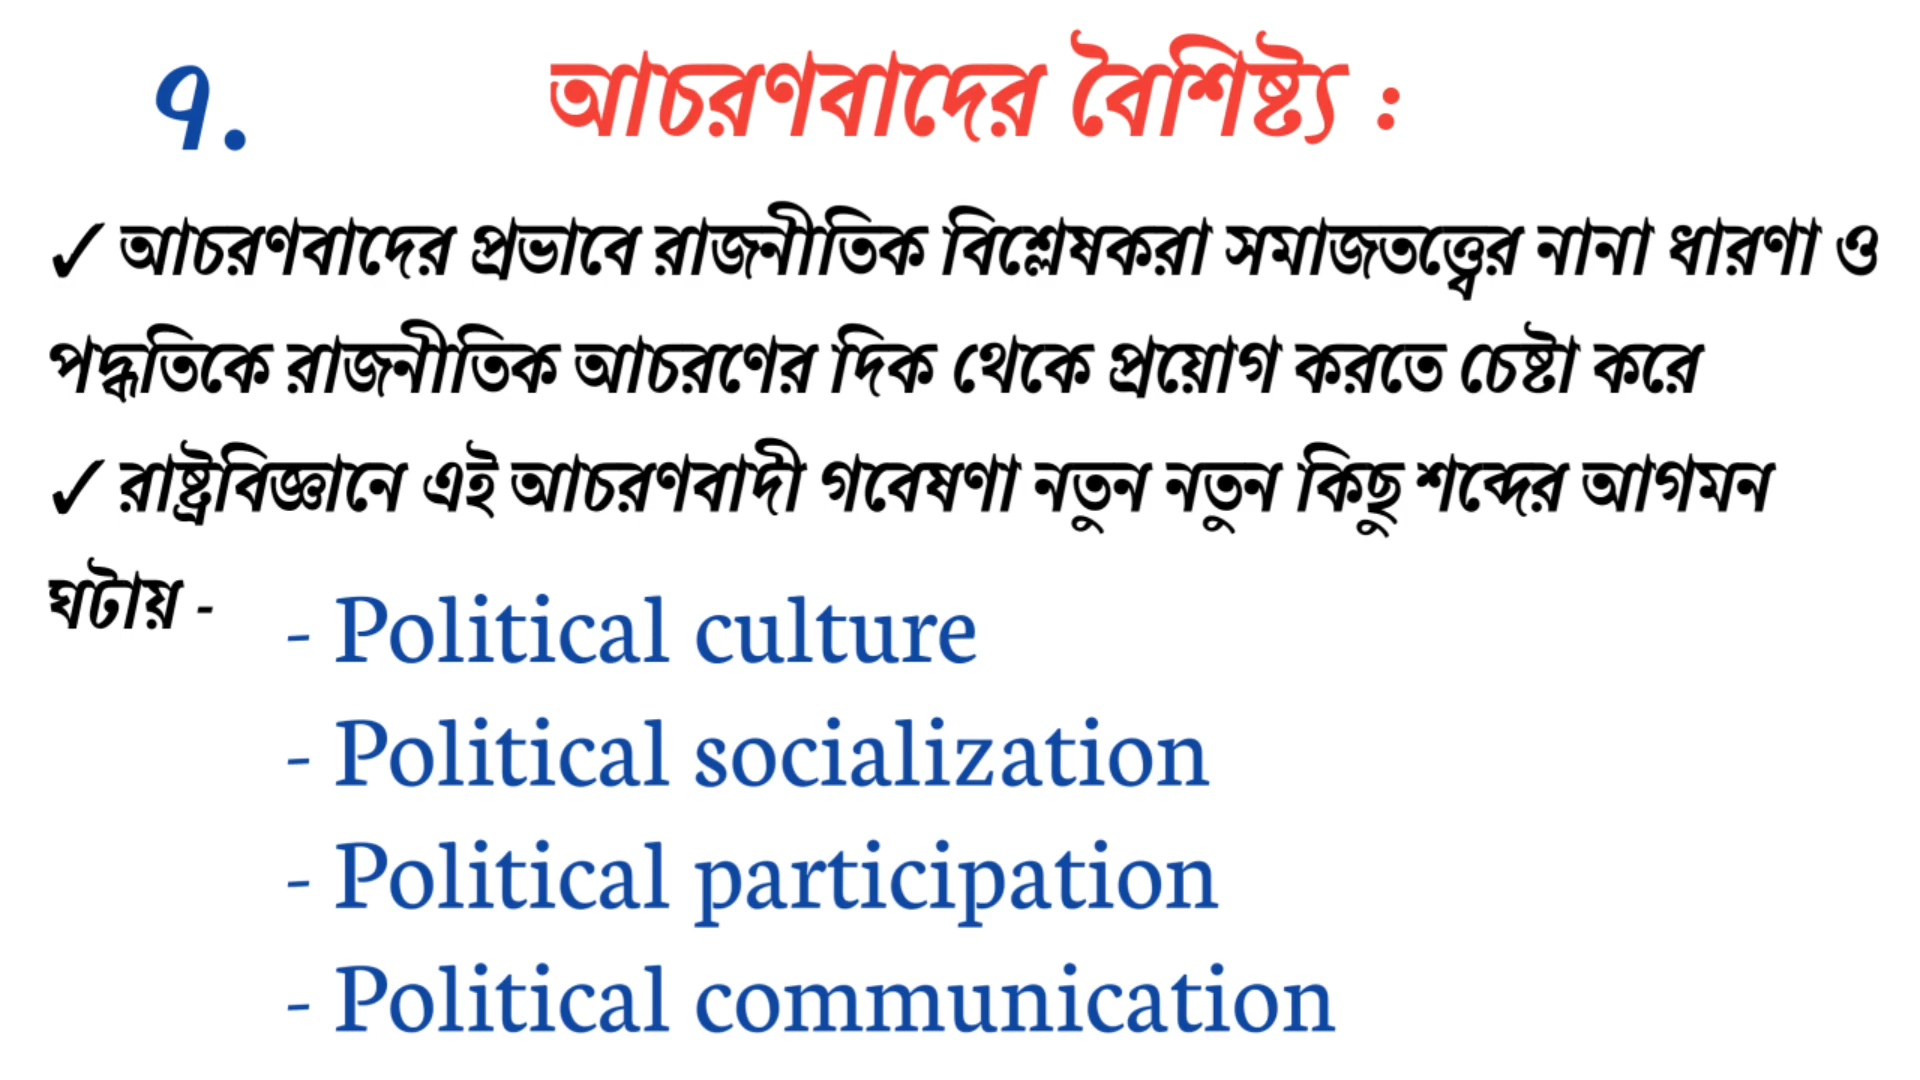 ৭. আচরণবাদের বৈশিষ্ট্য :
✓ আচরণবাদের প্রভাবে রাজনীতিক বিশ্লেষকরা সমাজতত্ত্বের নানা ধারণা ও
পদ্ধতিকে রাজনীতিক আচরণের দিক থেকে প্রয়োগ করতে চেষ্টা করে
✓ রাষ্ট্রবিজ্ঞানে এই আচরণবাদী গবেষণা নতুন নতুন কিছু শব্দের আগমন
ঘটায় -
- Political culture
- Political socialization
- Political participation
- Political communication